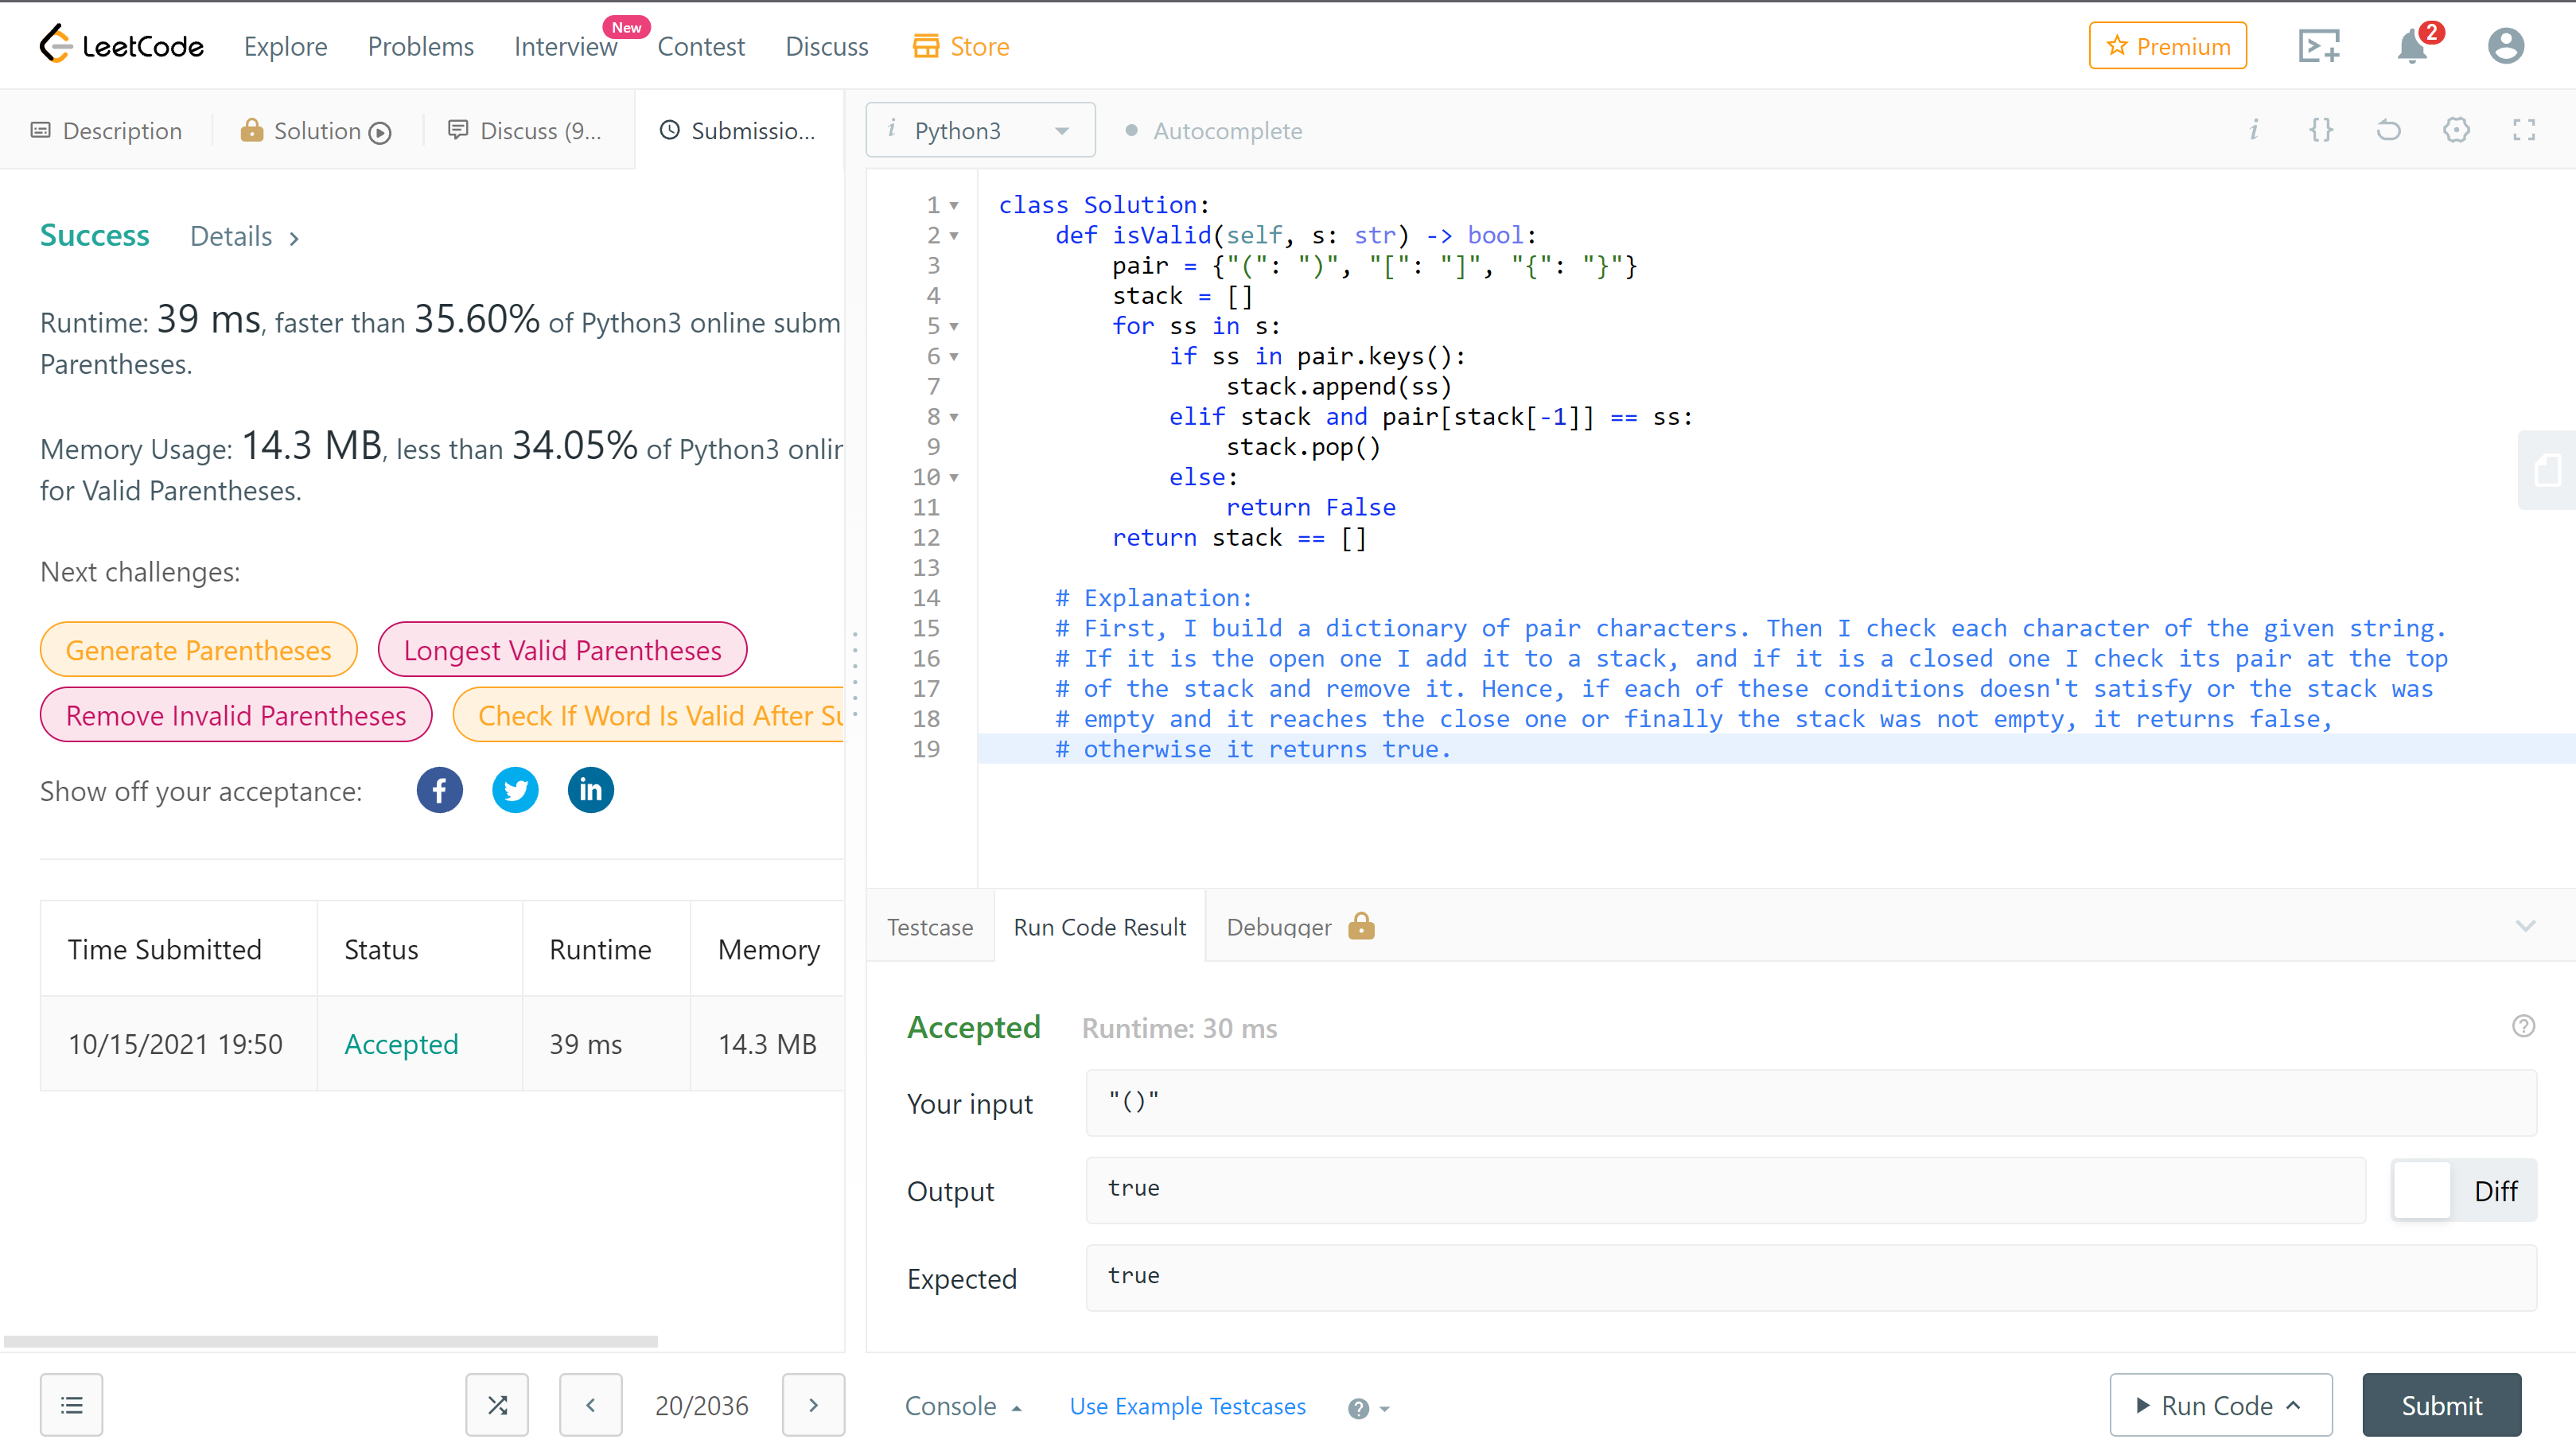 LeetCode Explore Problems Interview New Contest Discuss Store Premium 2
Description Solution Discuss (9... Submissio...
Success Details
Runtime: 39 ms, faster than 35.60% of Python3 online subm
Parentheses.
Memory Usage: 14.3 MB, less than 34.05% of Python3 onlin
for Valid Parentheses.
Next challenges:
Generate Parentheses Longest Valid Parentheses
Remove Invalid Parentheses Check If Word Is Valid After Su
Show off your acceptance:
Time Submitted Status Runtime Memory
10/15/2021 19:50 Accepted 39 ms 14.3 MB
20/2036
i Python3 Autocomplete i {}
1 class Solution:
2 def isValid(self, s: str) -> bool:
3 pair = {"(": ")", "[": "]", "{": "}"}
4 stack = []
5 for ss in s:
6 if ss in pair.keys():
7 stack.append(ss)
8 elif stack and pair[stack[-1]] == ss:
9 stack.pop()
10 else:
11 return False
12 return stack == []
13
14 # Explanation:
15 # First, I build a dictionary of pair characters. Then I check each character of the given string.
16 # If it is the open one I add it to a stack, and if it is a closed one I check its pair at the top
17 # of the stack and remove it. Hence, if each of these conditions doesn't satisfy or the stack was
18 # empty and it reaches the close one or finally the stack was not empty, it returns false,
19 # otherwise it returns true.
Testcase Run Code Result Debugger
Accepted Runtime: 30 ms ?
Your input "()"
Output true Diff
Expected true
Console Use Example Testcases ? Run Code Submit